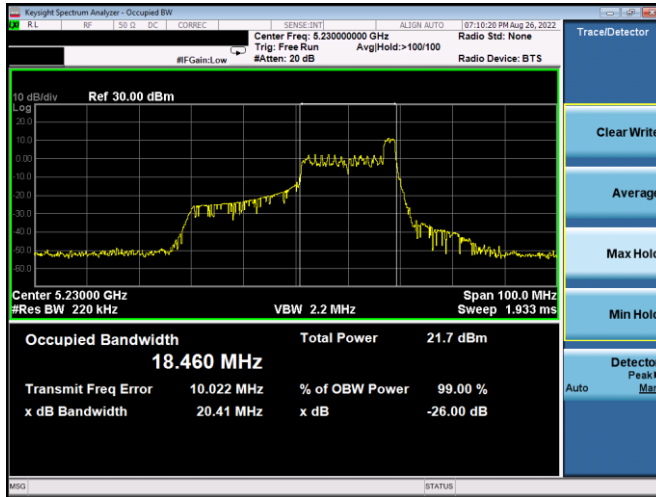 Keysight Spectrum Analyzer - Occupied BW
RL RF 50 Ω DC CORREC SENSE:INT ALIGN AUTO 07:10:20 PM Aug 26, 2022
Center Freq: 5.230000000 GHz Radio Std: None
Trig: Free Run Avg|Hold:>100/100
#IFGain:Low #Atten: 20 dB Radio Device: BTS
Trace/Detector
10 dB/div Ref 30.00 dBm
Log
20.0
10.0
0.00
-10.0
-20.0
-30.0
-40.0
-50.0
-60.0
Center 5.23000 GHz Span 100.0 MHz
#Res BW 220 kHz VBW 2.2 MHz Sweep 1.933 ms
Occupied Bandwidth Total Power 21.7 dBm
18.460 MHz
Transmit Freq Error 10.022 MHz % of OBW Power 99.00 %
x dB Bandwidth 20.41 MHz x dB -26.00 dB
Clear Write
Average
Max Hold
Min Hold
Detector
Peak
Auto Man
MSG STATUS